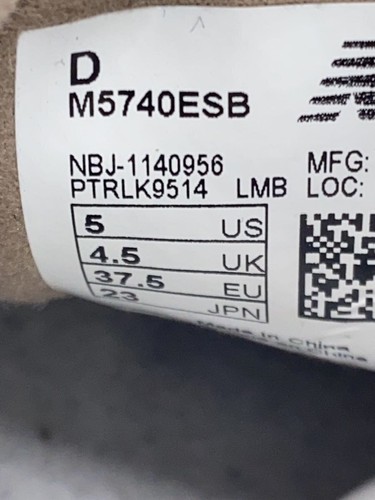 D
M5740ESB
NBJ-1140956 MFG:
PTRLK9514 LMB LOC:
5 US
4.5 UK
37.5 EU
23 JPN
Made in China
China